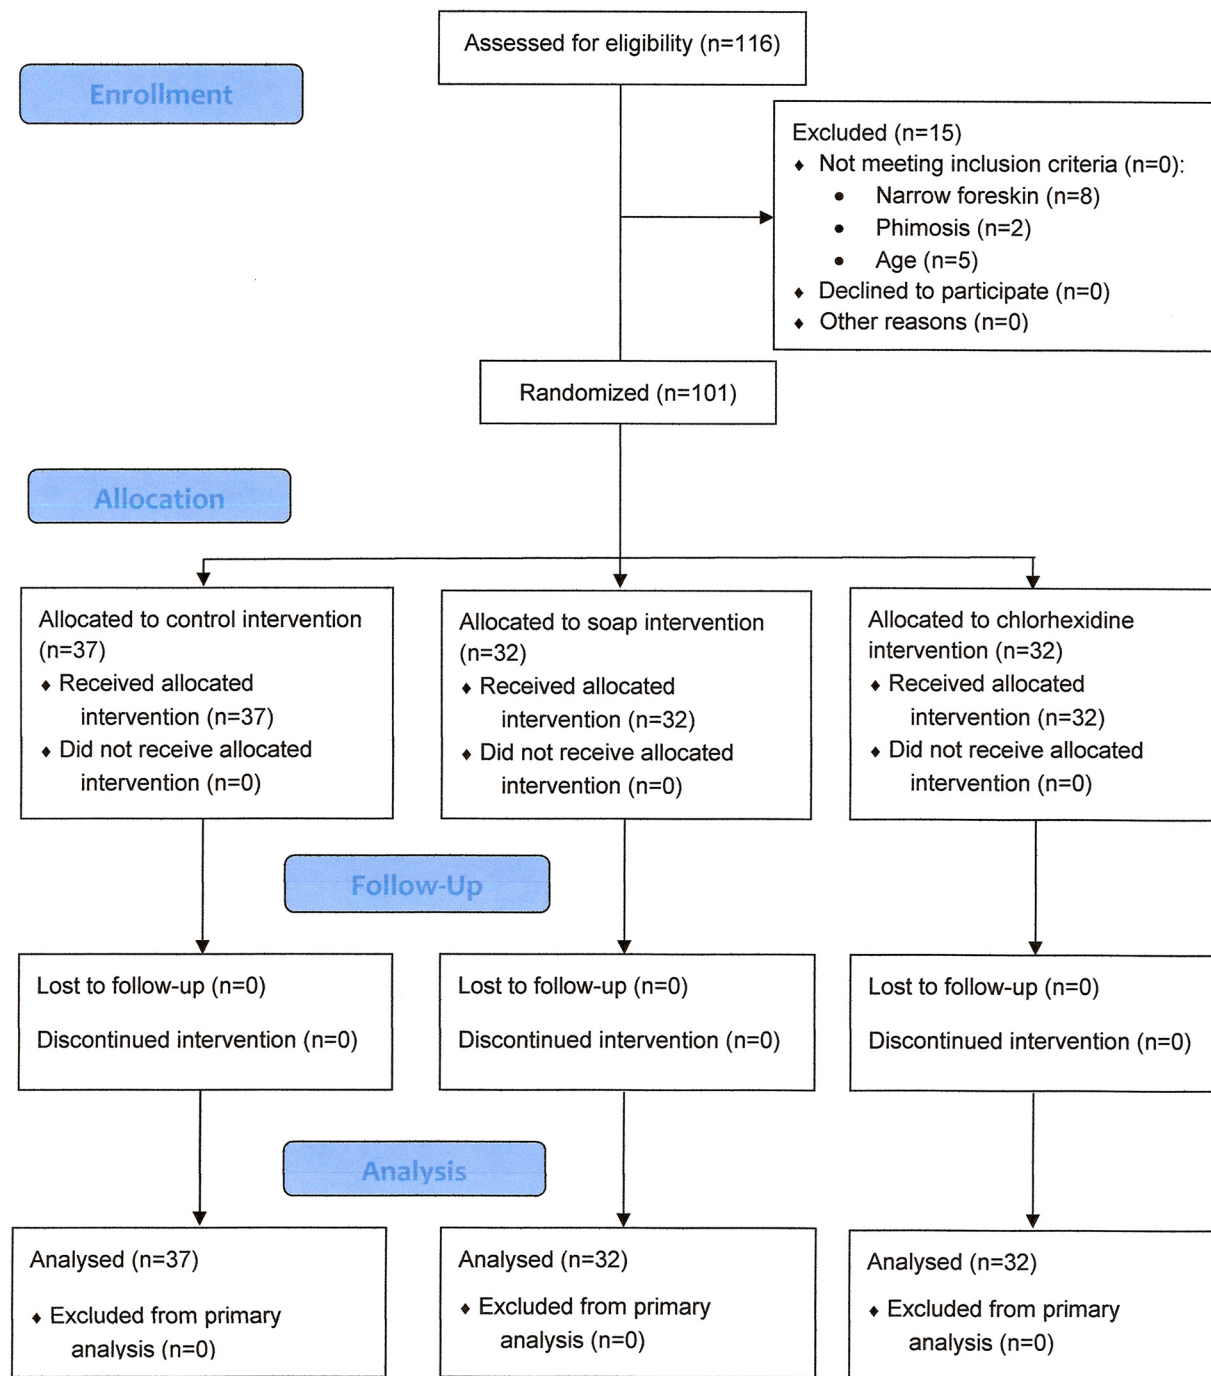 Assessed for eligibility (n=116)
Enrollment
Excluded (n=15)
♦ Not meeting inclusion criteria (n=0):
• Narrow foreskin (n=8)
• Phimosis (n=2)
• Age (n=5)
♦ Declined to participate (n=0)
♦ Other reasons (n=0)
Randomized (n=101)
Allocation
Allocated to control intervention
(n=37)
♦ Received allocated
intervention (n=37)
♦ Did not receive allocated
intervention (n=0)
Allocated to soap intervention
(n=32)
♦ Received allocated
intervention (n=32)
♦ Did not receive allocated
intervention (n=0)
Allocated to chlorhexidine
intervention (n=32)
♦ Received allocated
intervention (n=32)
♦ Did not receive allocated
intervention (n=0)
Follow-Up
Lost to follow-up (n=0)
Discontinued intervention (n=0)
Lost to follow-up (n=0)
Discontinued intervention (n=0)
Lost to follow-up (n=0)
Discontinued intervention (n=0)
Analysis
Analysed (n=37)
♦ Excluded from primary
analysis (n=0)
Analysed (n=32)
♦ Excluded from primary
analysis (n=0)
Analysed (n=32)
♦ Excluded from primary
analysis (n=0)